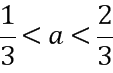 1/3 < a < 2/3